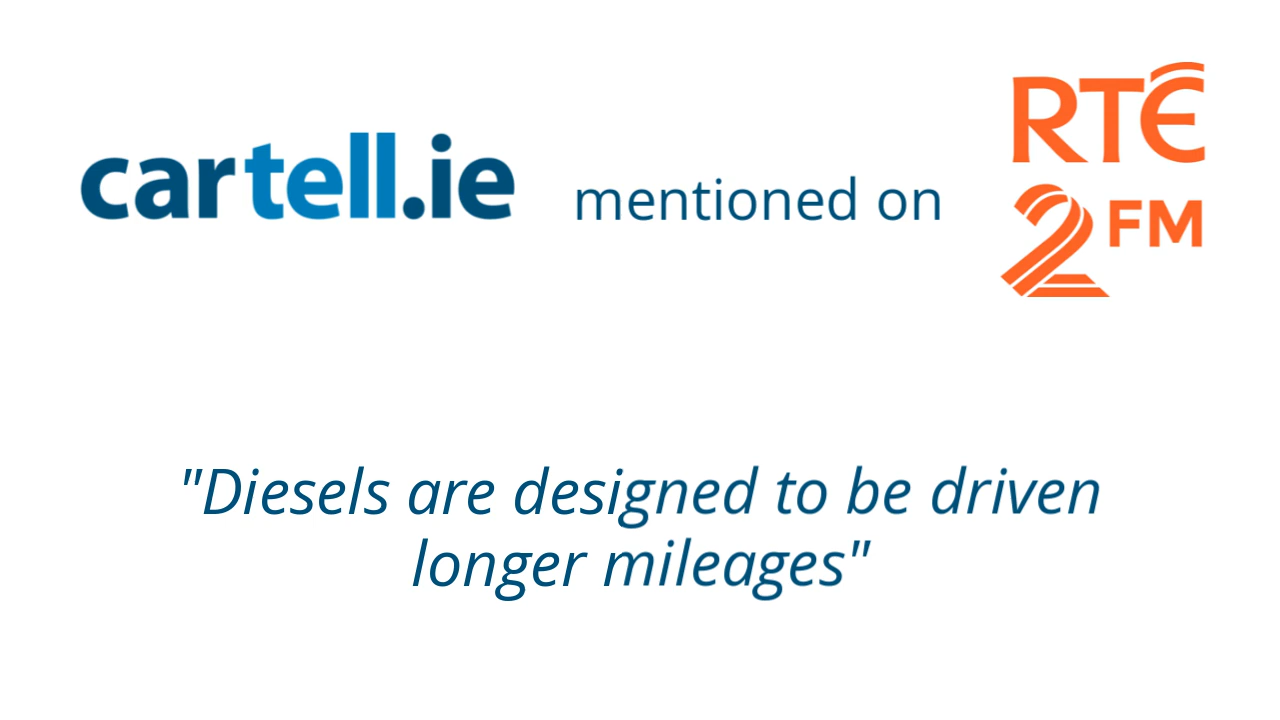 cartell.ie mentioned on
RTÉ
2FM
"Diesels are designed to be driven
longer mileages"